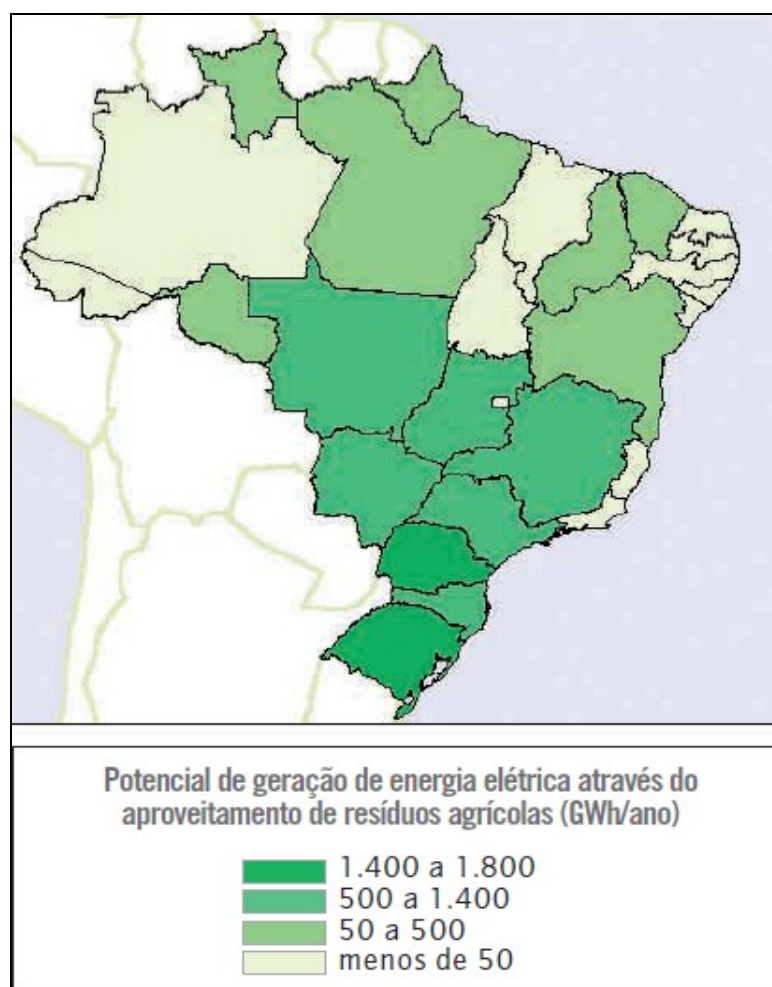 Potencial de geração de energia elétrica através do
aproveitamento de resíduos agrícolas (GWh/ano)
1.400 a 1.800
500 a 1.400
50 a 500
menos de 50